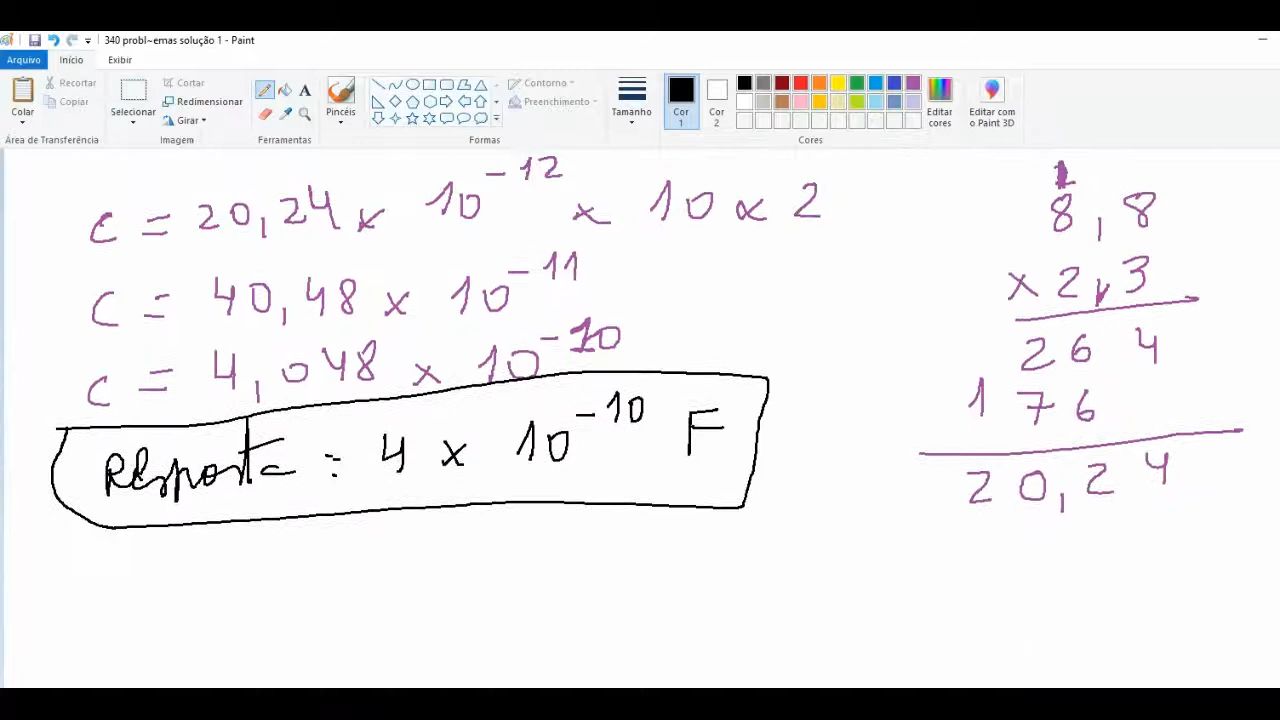 340 probl~emas solução 1 - Paint
Arquivo Início Exibir
Colar
Recortar
Copiar
Área de Transferência
Selecionar
Cortar
Redimensionar
Girar
Imagem
A
Ferramentas
Pincéis
Formas
Contorno
Preenchimento
Tamanho
Cor 1
Cor 2
Editar cores
Cores
Editar com o Paint 3D
C = 20,24 x 10^-12 x 10 x 2
C = 40,48 x 10^-11
C = 4,048 x 10^-10
Resposta: 4 x 10^-10 F
1
8,8
x 2,3
264
176
20,24